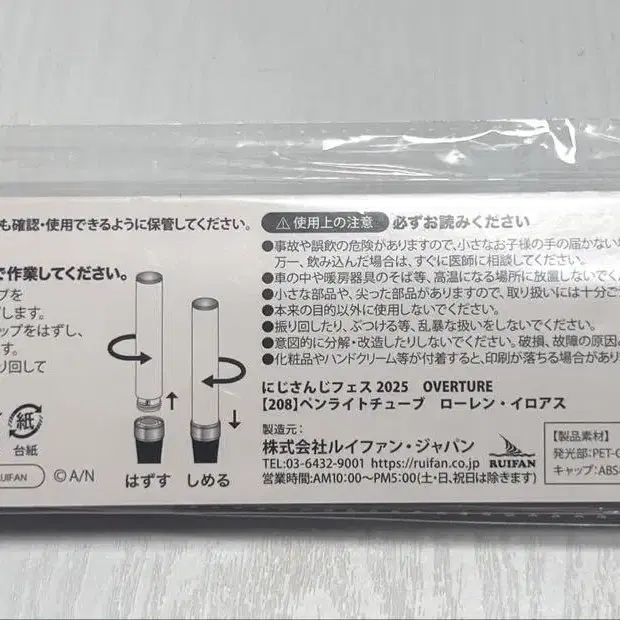 も確認・使用できるように保管してください。
で作業してください。
プを
します。
ャップをはずし、
す。
り回して
はずす
しめる
紙
台紙
RUIFAN
©A/N
使用上の注意 必ずお読みください
●事故や誤飲の危険がありますので、小さなお子様の手の届かない
万一、飲み込んだ場合は、すぐに医師に相談してください。
●車の中や暖房器具のそば等、高温になる場所に放置しないでく
●小さな部品や、尖った部品がありますので、取り扱いには十分ご
●本来の目的以外に使用しないでください。
●振り回したり、ぶつける等、乱暴な扱いをしないでください。
●意図的に分解・改造したりしないでください。破損、故障の原因
●化粧品やハンドクリーム等が付着すると、印刷が落ちる場合があり
にじさんじフェス 2025 OVERTURE
【208】ペンライトチューブ ローレン・イロアス
製造元:
株式会社ルイファン・ジャパン
TEL:03-6432-9001 https://ruifan.co.jp
営業時間:AM10:00〜PM5:00(土・日、祝日は除きます)
RUIFAN
【製品素材】
発光部:PET-G
キャップ:ABS